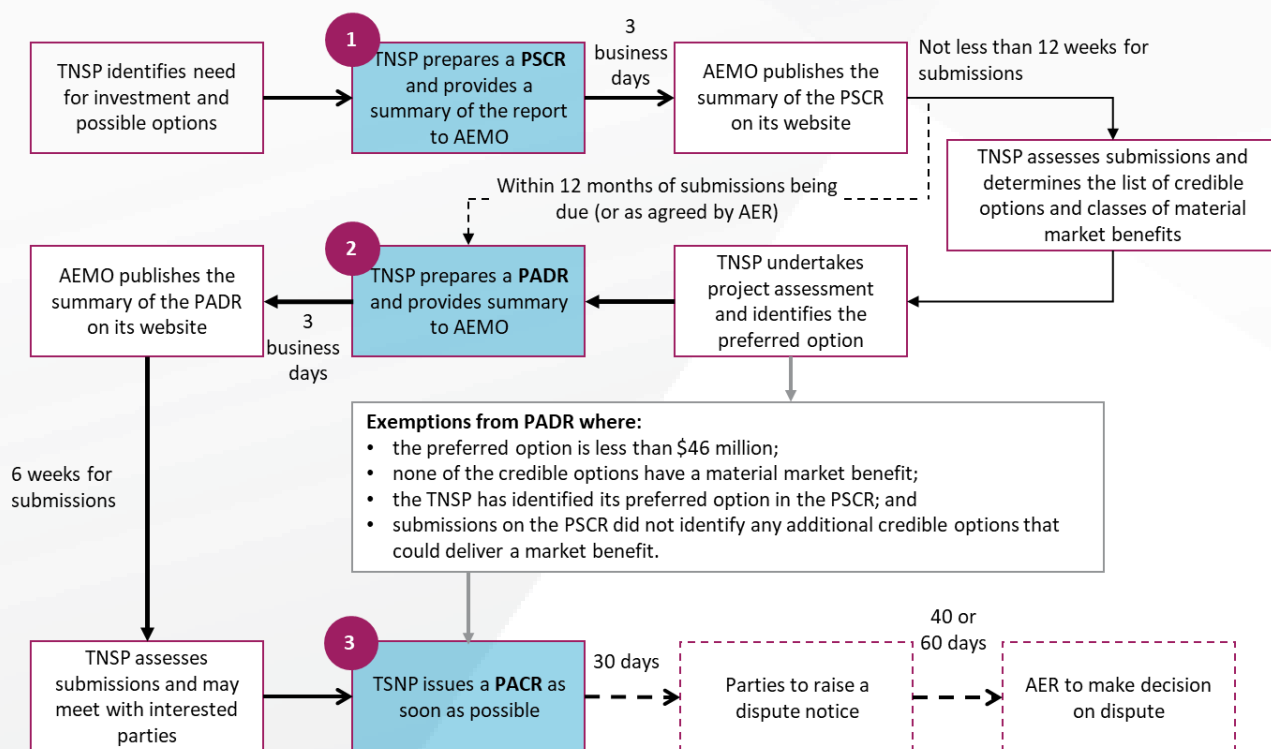 1
TNSP identifies need
for investment and
possible options
TNSP prepares a PSCR
and provides a
summary of the report
to AEMO
3
business
days
AEMO publishes the
summary of the PSCR
on its website
Not less than 12 weeks for
submissions
TNSP assesses submissions and
determines the list of credible
options and classes of material
market benefits
Within 12 months of submissions being
due (or as agreed by AER)
2
AEMO publishes the
summary of the PADR
on its website
3
business
days
TNSP prepares a PADR
and provides summary
to AEMO
TNSP undertakes
project assessment
and identifies the
preferred option
Exemptions from PADR where:
• the preferred option is less than $46 million;
• none of the credible options have a material market benefit;
• the TNSP has identified its preferred option in the PSCR; and
• submissions on the PSCR did not identify any additional credible options that
could deliver a market benefit.
6 weeks for
submissions
3
TNSP assesses
submissions and may
meet with interested
parties
TSNP issues a PACR as
soon as possible
30 days
Parties to raise a
dispute notice
40 or
60 days
AER to make decision
on dispute